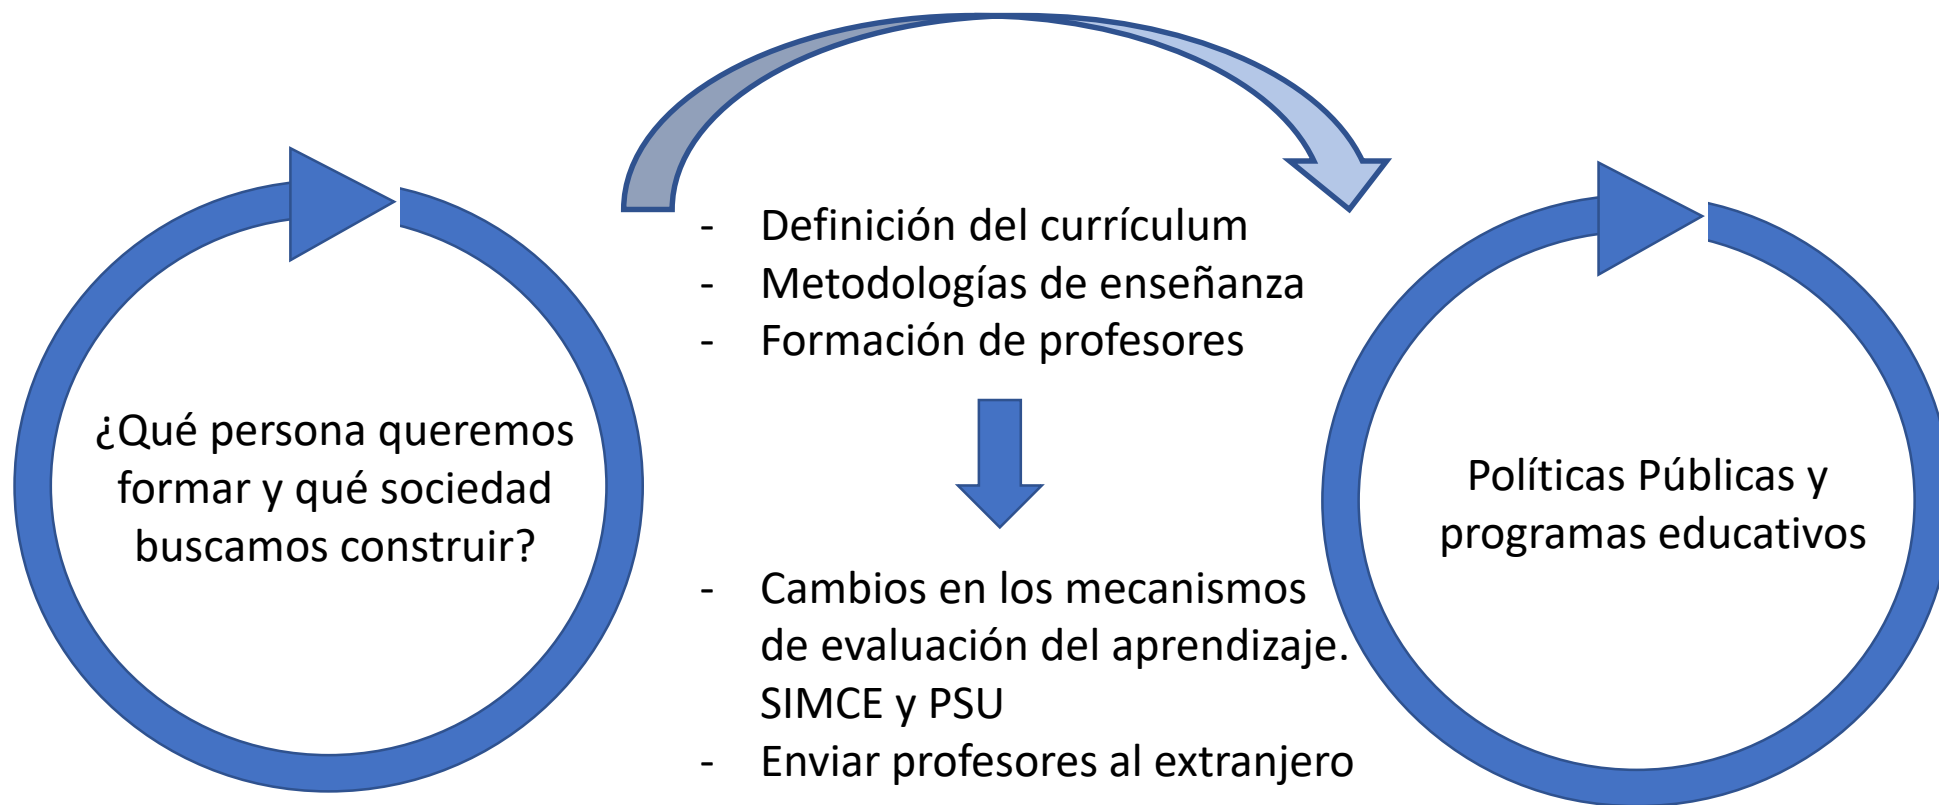 ¿Qué persona queremos
formar y qué sociedad
buscamos construir?
- Definición del currículum
- Metodologías de enseñanza
- Formación de profesores
- Cambios en los mecanismos
de evaluación del aprendizaje.
SIMCE y PSU
- Enviar profesores al extranjero
Políticas Públicas y
programas educativos